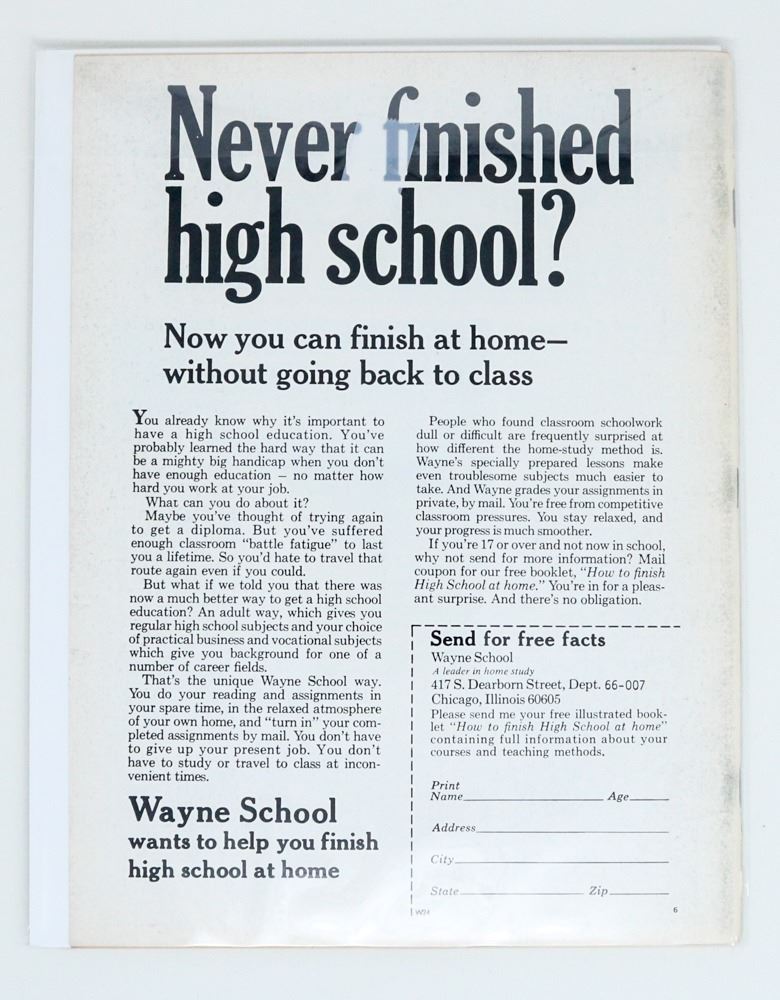 Never finished
high school?
Now you can finish at home—
without going back to class
You already know why it's important to
have a high school education. You've
probably learned the hard way that it can
be a mighty big handicap when you don't
have enough education — no matter how
hard you work at your job.
What can you do about it?
Maybe you've thought of trying again
to get a diploma. But you've suffered
enough classroom "battle fatigue" to last
you a lifetime. So you'd hate to travel that
route again even if you could.
But what if we told you that there was
now a much better way to get a high school
education? An adult way, which gives you
regular high school subjects and your choice
of practical business and vocational subjects
which give you background for one of a
number of career fields.
That's the unique Wayne School way.
You do your reading and assignments in
your spare time, in the relaxed atmosphere
of your own home, and "turn in" your com-
pleted assignments by mail. You don't have
to give up your present job. You don't
have to study or travel to class at incon-
venient times.
Wayne School
wants to help you finish
high school at home
People who found classroom schoolwork
dull or difficult are frequently surprised at
how different the home-study method is.
Wayne's specially prepared lessons make
even troublesome subjects much easier to
take. And Wayne grades your assignments in
private, by mail. You're free from competitive
classroom pressures. You stay relaxed, and
your progress is much smoother.
If you're 17 or over and not now in school,
why not send for more information? Mail
coupon for our free booklet, "How to finish
High School at home." You're in for a pleas-
ant surprise. And there's no obligation.
Send for free facts
Wayne School
A leader in home study
417 S. Dearborn Street, Dept. 66-007
Chicago, Illinois 60605
Please send me your free illustrated book-
let "How to finish High School at home"
containing full information about your
courses and teaching methods.
Print
Name Age
Address
City
State Zip
6